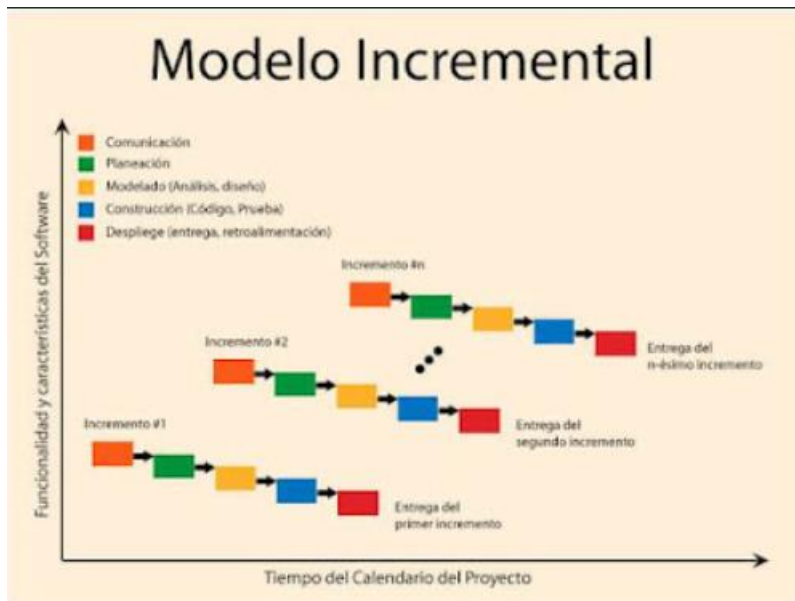 Modelo Incremental
Comunicación
Planeación
Modelado (Análisis, diseño)
Construcción (Código, Prueba)
Despliege (entrega, retroalimentación)
Funcionalidad y características del Software
Incremento #n
Entrega del
n-ésimo incremento
Incremento #2
Entrega del
segundo incremento
Incremento #1
Entrega del
primer incremento
Tiempo del Calendario del Proyecto